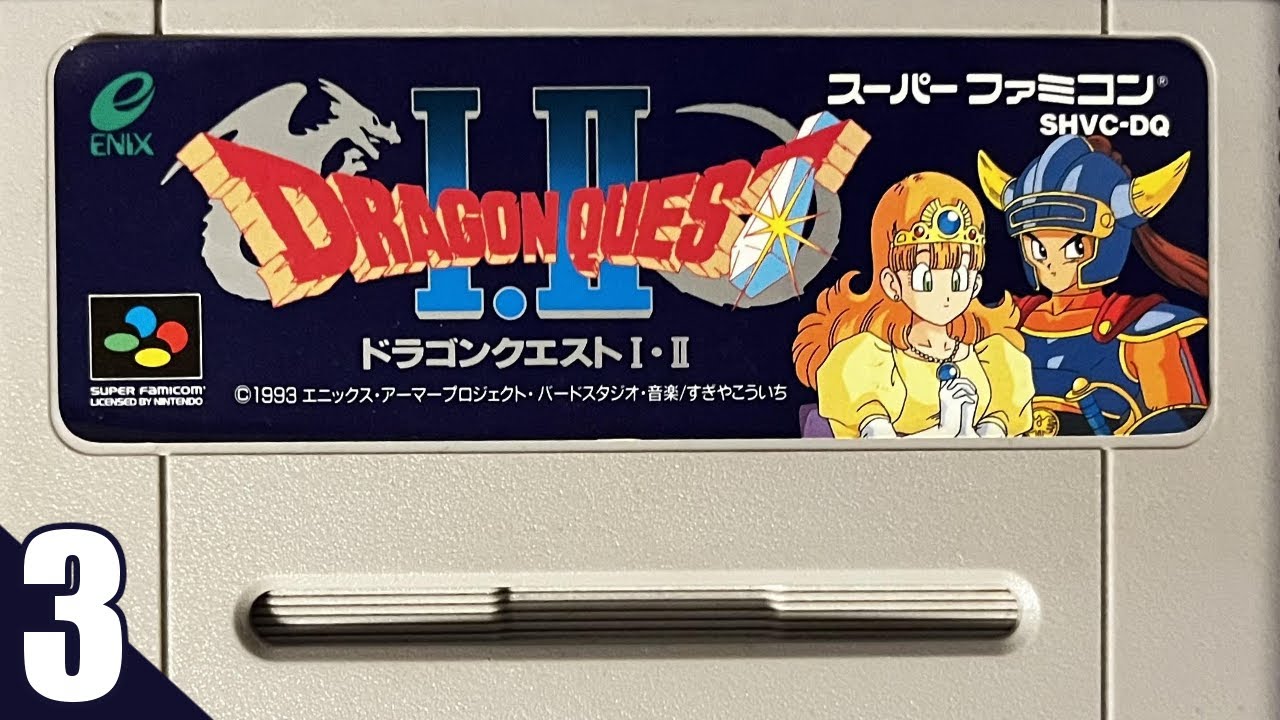 ENIX
I.II
DRAGON QUEST
スーパーファミコン®
SHVC-DQ
SUPER FAMICOM®
LICENSED BY NINTENDO
ドラゴンクエストI・II
©1993 エニックス・アーマープロジェクト・バードスタジオ・音楽/すぎやこういち
3